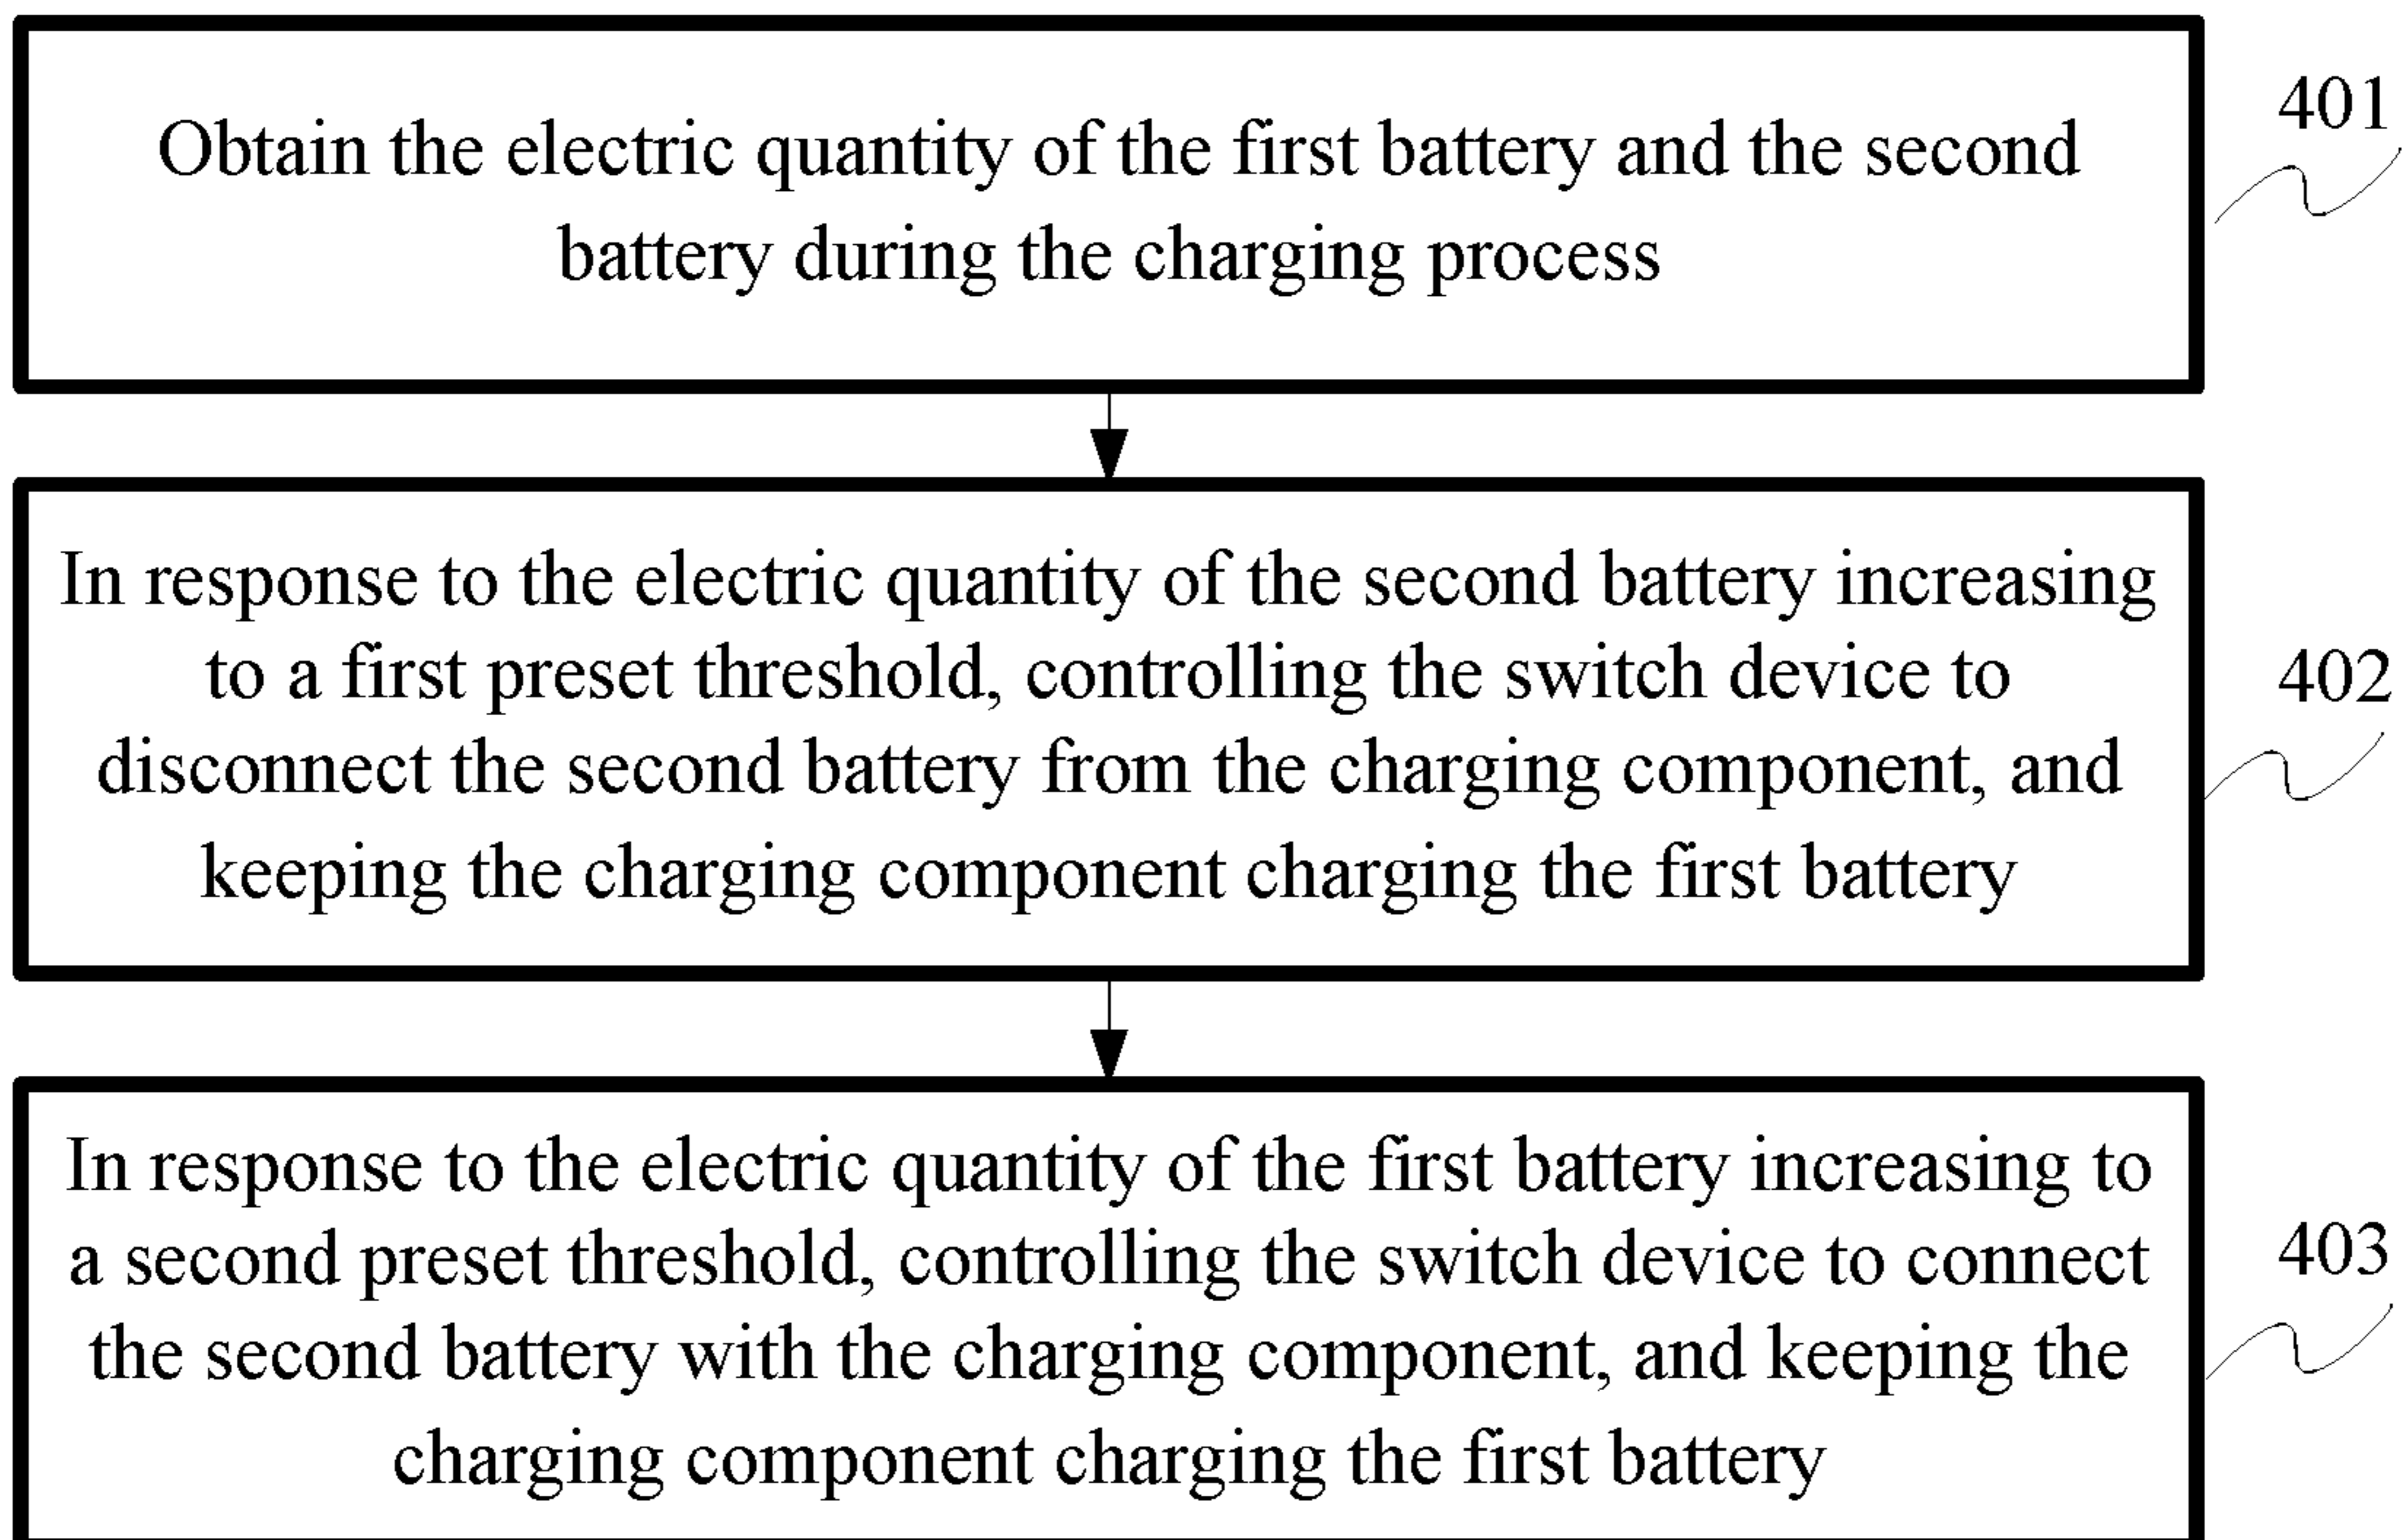 Obtain the electric quantity of the first battery and the second
battery during the charging process
401
In response to the electric quantity of the second battery increasing
to a first preset threshold, controlling the switch device to
disconnect the second battery from the charging component, and
keeping the charging component charging the first battery
402
In response to the electric quantity of the first battery increasing to
a second preset threshold, controlling the switch device to connect
the second battery with the charging component, and keeping the
charging component charging the first battery
403